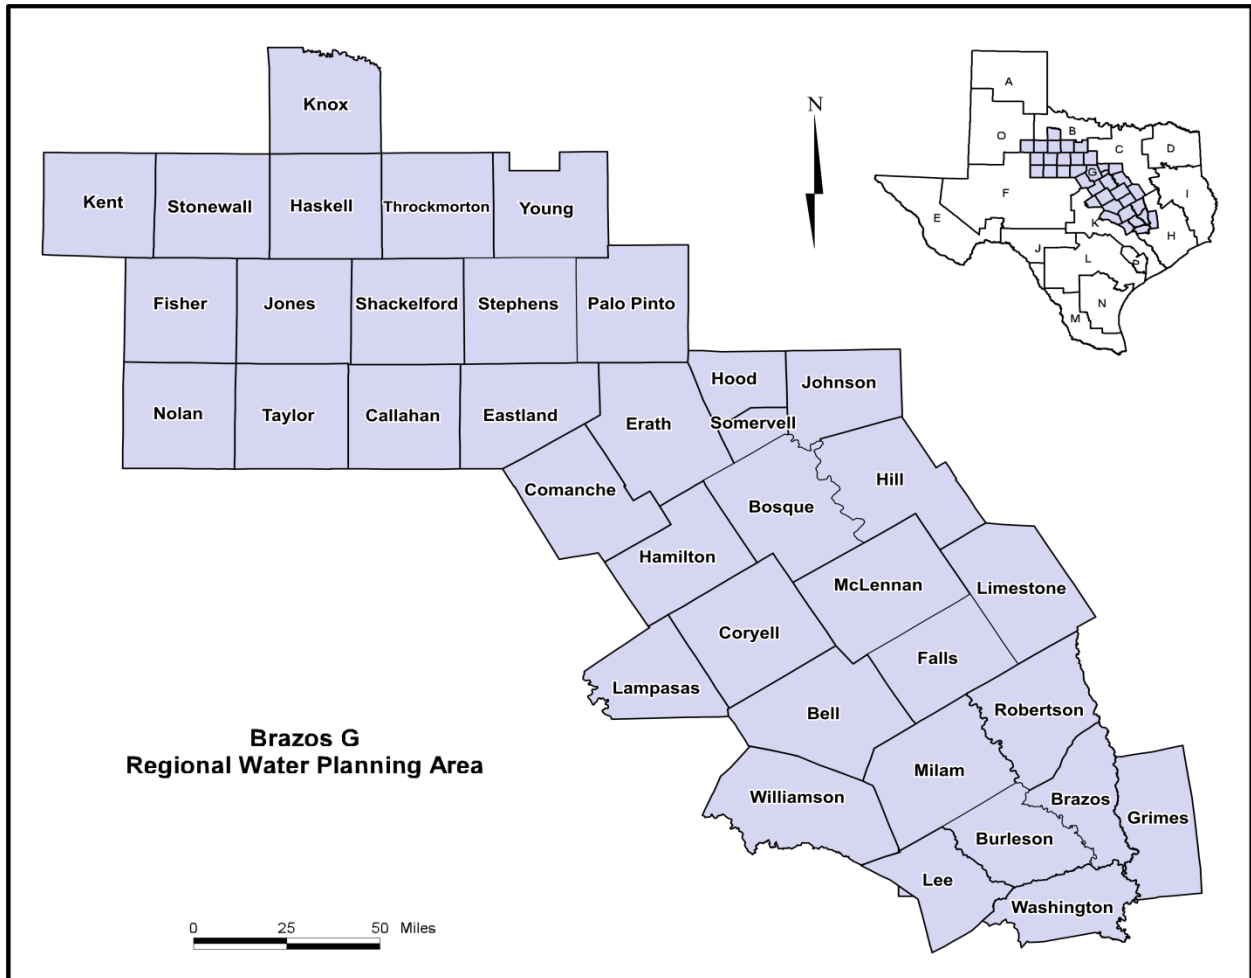 Knox
Kent
Stonewall
Haskell
Throckmorton
Young
Fisher
Jones
Shackelford
Stephens
Palo Pinto
Nolan
Taylor
Callahan
Eastland
Erath
Hood
Johnson
Somervell
Comanche
Bosque
Hill
Hamilton
McLennan
Limestone
Coryell
Falls
Lampasas
Bell
Robertson
Milam
Williamson
Brazos
Grimes
Burleson
Lee
Washington
Brazos G
Regional Water Planning Area
0 25 50 Miles
N
A
O
B
C
D
G
F
I
E
K
H
J
L
P
N
M